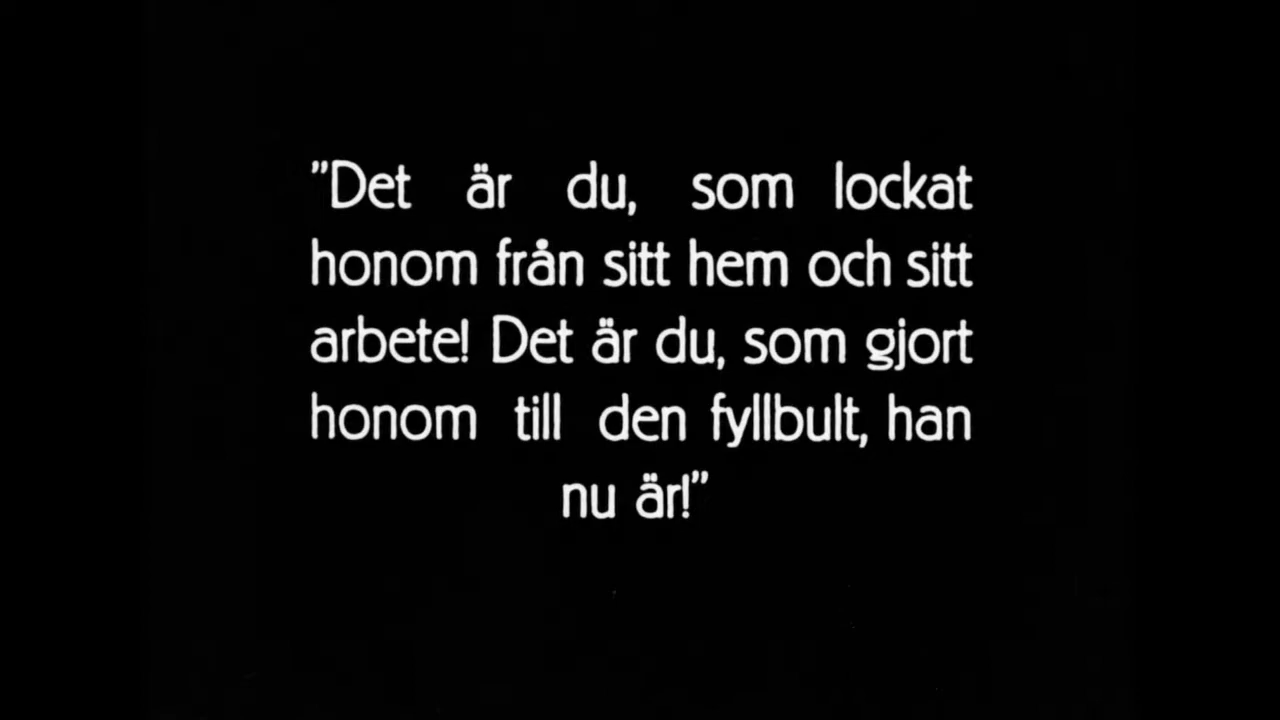 ”Det är du, som lockat
honom från sitt hem och sitt
arbete! Det är du, som gjort
honom till den fyllbult, han
nu är!”